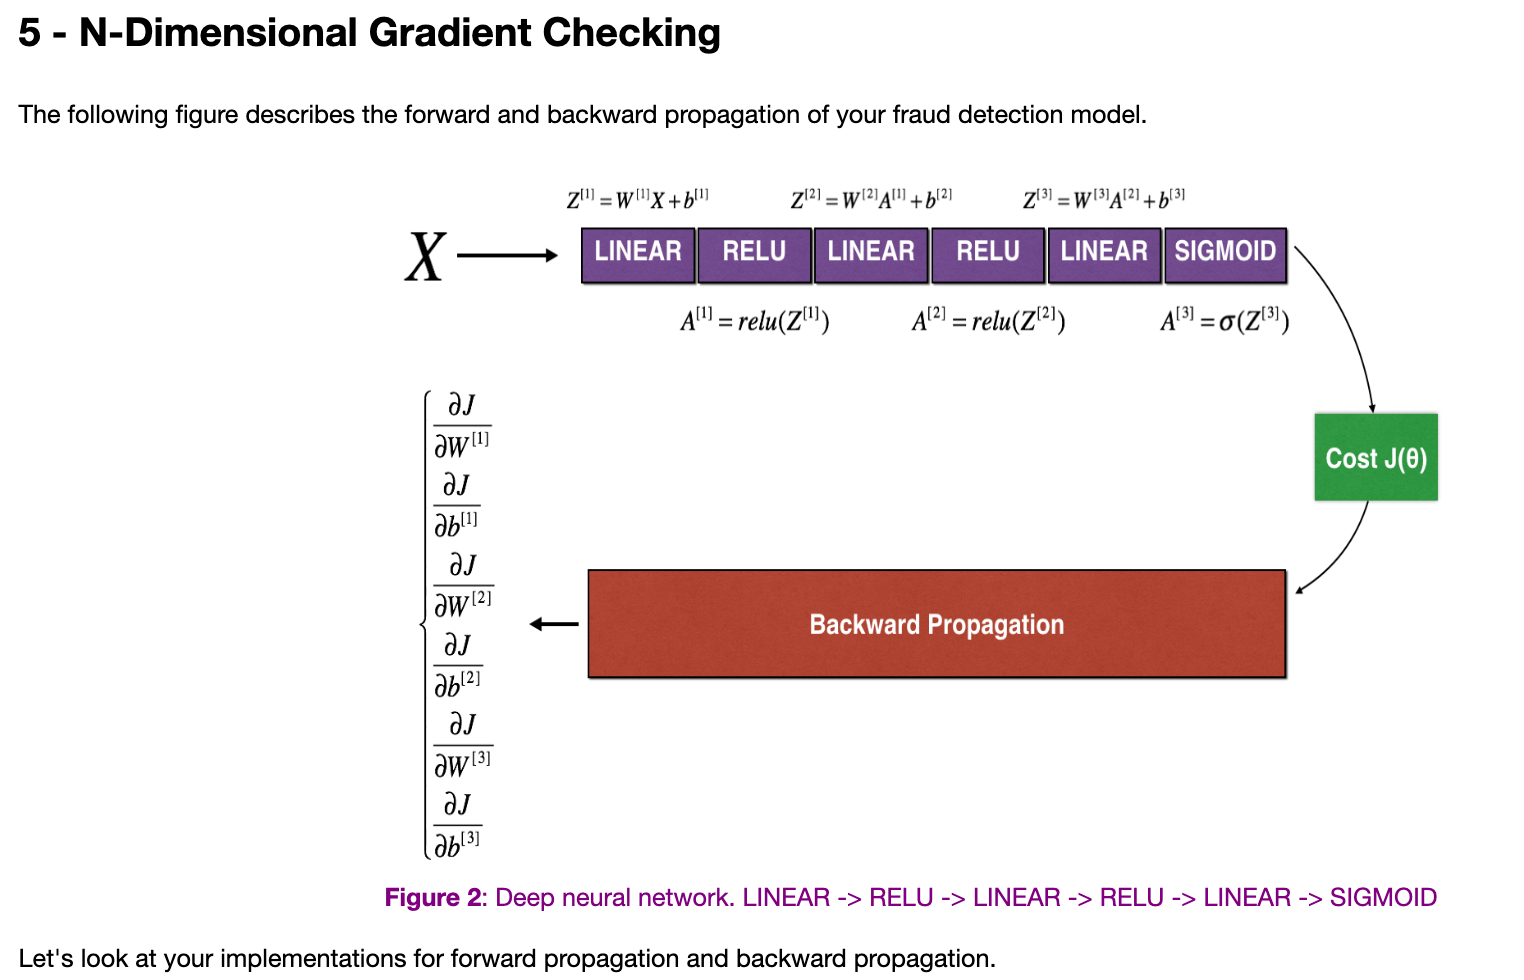 5 - N-Dimensional Gradient Checking
The following figure describes the forward and backward propagation of your fraud detection model.
Z[1] = W[1]X + b[1] Z[2] = W[2]A[1] + b[2] Z[3] = W[3]A[2] + b[3]
X LINEAR RELU LINEAR RELU LINEAR SIGMOID
A[1] = relu(Z[1]) A[2] = relu(Z[2]) A[3] = σ(Z[3])
Cost J(θ)
∂J
∂W[1]
∂J
∂b[1]
∂J
∂W[2]
∂J
∂b[2]
∂J
∂W[3]
∂J
∂b[3]
Backward Propagation
Figure 2: Deep neural network. LINEAR -> RELU -> LINEAR -> RELU -> LINEAR -> SIGMOID
Let's look at your implementations for forward propagation and backward propagation.